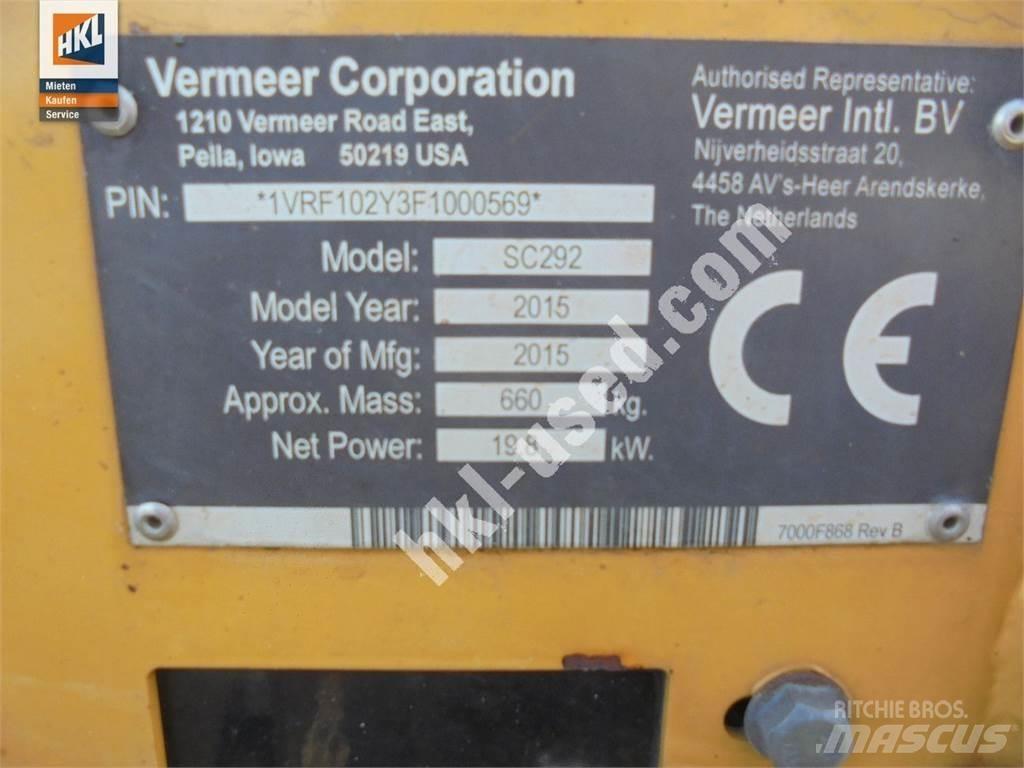 HKL
Mieten
Kaufen
Service
Vermeer Corporation
1210 Vermeer Road East,
Pella, Iowa 50219 USA
Authorised Representative:
Vermeer Intl. BV
Nijverheidsstraat 20,
4458 AV's-Heer Arendskerke,
The Netherlands
PIN: *1VRF102Y3F1000569*
Model: SC292
Model Year: 2015
Year of Mfg: 2015
Approx. Mass: 660 kg.
Net Power: 19.8 kW.
CE
7000F868 Rev B
hkl-used.com
RITCHIE BROS.
MASCUS